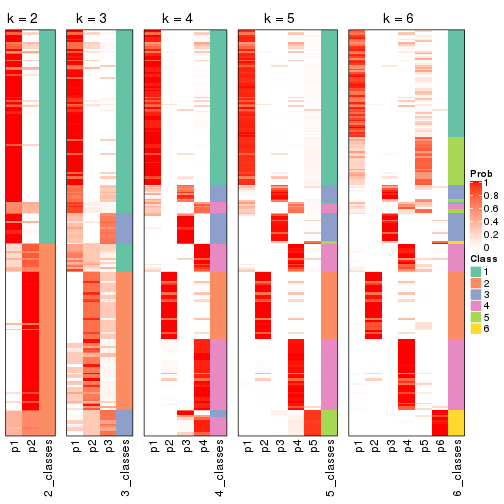 k = 2
k = 3
k = 4
k = 5
k = 6
Prob
1
0.8
0.6
0.4
0.2
0
Class
1
2
3
4
5
6
p1
p2
2_classes
p1
p2
p3
3_classes
p1
p2
p3
p4
4_classes
p1
p2
p3
p4
p5
5_classes
p1
p2
p3
p4
p5
p6
6_classes